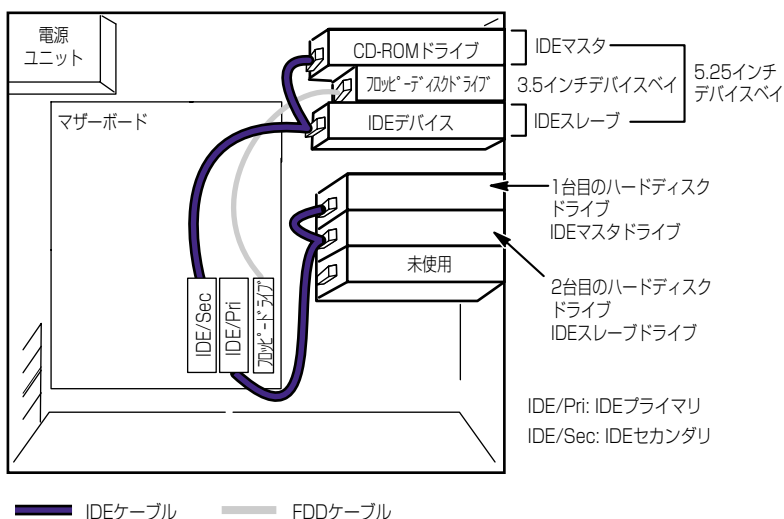 電源
ユニット
CD-ROMドライブ
IDEマスタ
フロッピーディスクドライブ
3.5インチデバイスベイ
5.25インチ
デバイスベイ
マザーボード
IDEデバイス
IDEスレーブ
1台目のハードディスク
ドライブ
IDEマスタドライブ
未使用
2台目のハードディスク
ドライブ
IDEスレーブドライブ
IDE/Sec
IDE/Pri
フロッピードライブ
IDE/Pri: IDEプライマリ
IDE/Sec: IDEセカンダリ
IDEケーブル
FDDケーブル